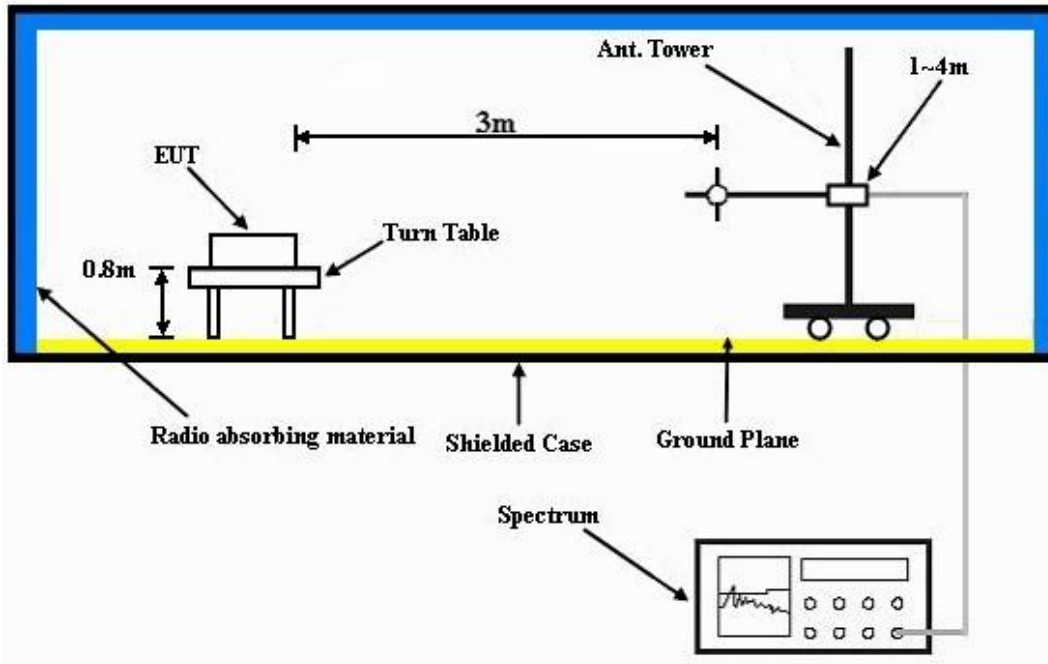 Ant. Tower
1~4m
3m
EUT
Turn Table
0.8m
Radio absorbing material
Shielded Case
Ground Plane
Spectrum